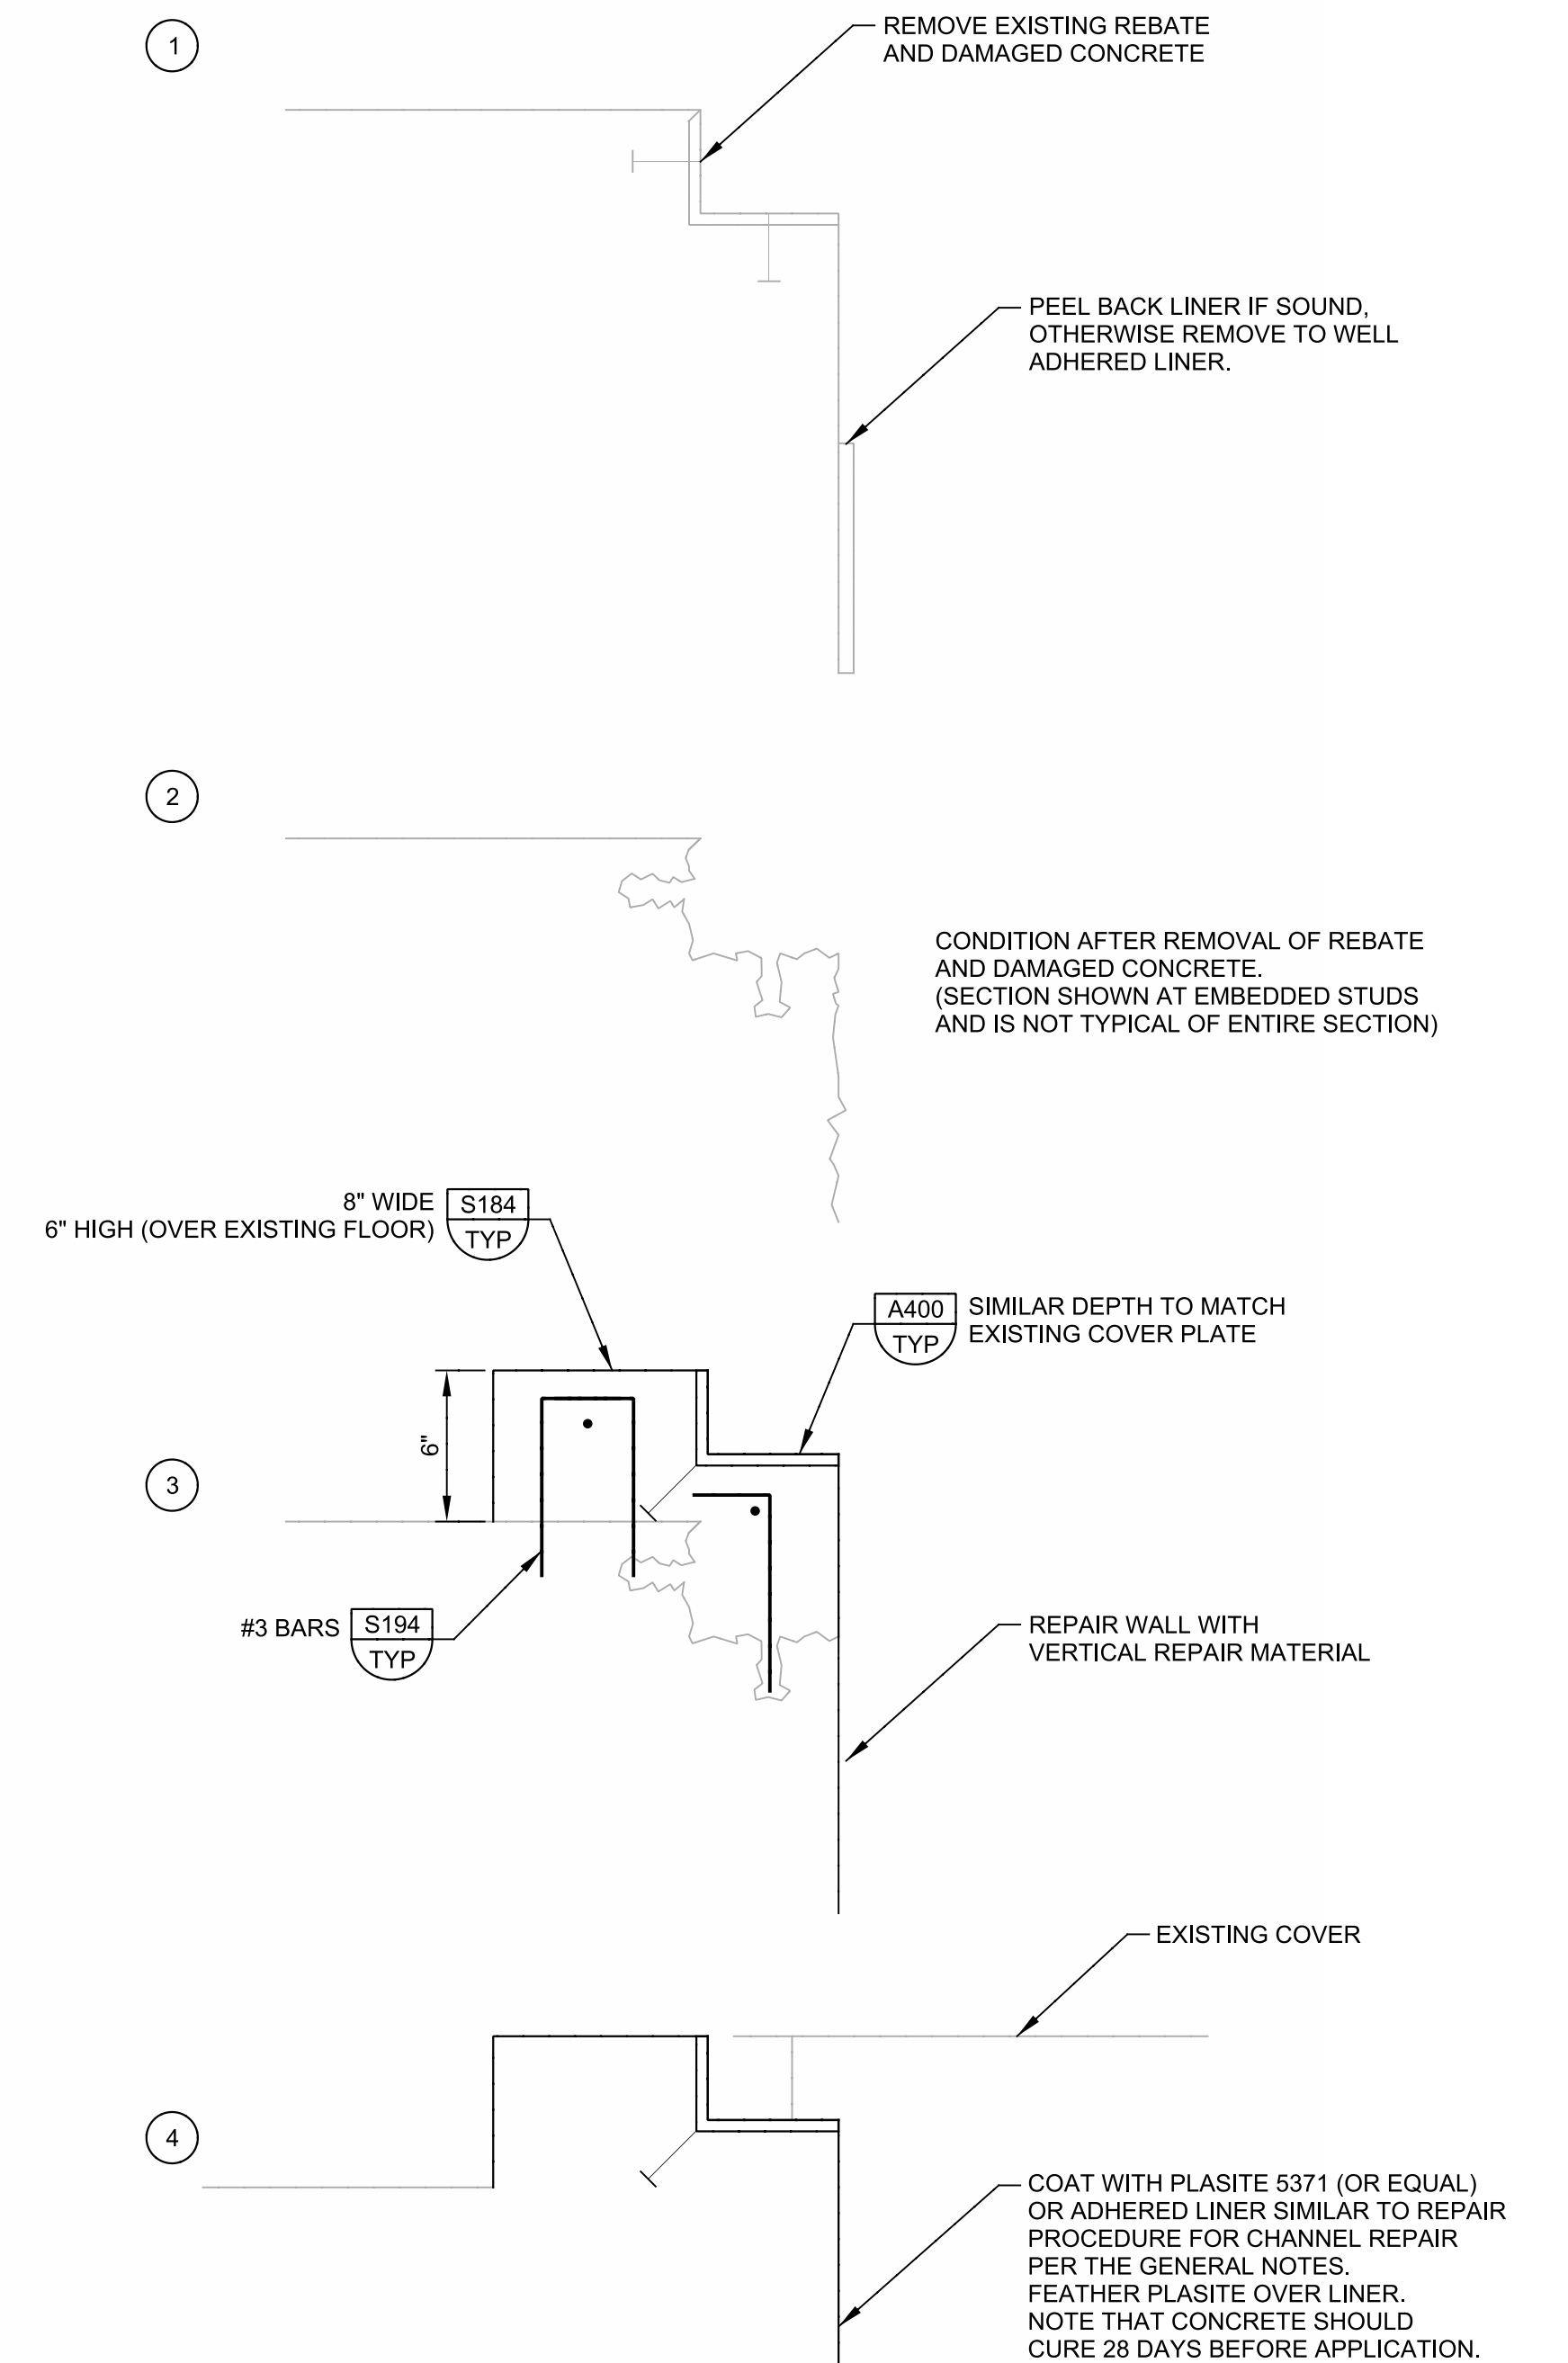 1
REMOVE EXISTING REBATE
AND DAMAGED CONCRETE
PEEL BACK LINER IF SOUND,
OTHERWISE REMOVE TO WELL
ADHERED LINER.
2
CONDITION AFTER REMOVAL OF REBATE
AND DAMAGED CONCRETE.
(SECTION SHOWN AT EMBEDDED STUDS
AND IS NOT TYPICAL OF ENTIRE SECTION)
8" WIDE
6" HIGH (OVER EXISTING FLOOR)
S184
TYP
A400
TYP
SIMILAR DEPTH TO MATCH
EXISTING COVER PLATE
6"
3
#3 BARS
S194
TYP
REPAIR WALL WITH
VERTICAL REPAIR MATERIAL
EXISTING COVER
4
COAT WITH PLASITE 5371 (OR EQUAL)
OR ADHERED LINER SIMILAR TO REPAIR
PROCEDURE FOR CHANNEL REPAIR
PER THE GENERAL NOTES.
FEATHER PLASITE OVER LINER.
NOTE THAT CONCRETE SHOULD
CURE 28 DAYS BEFORE APPLICATION.